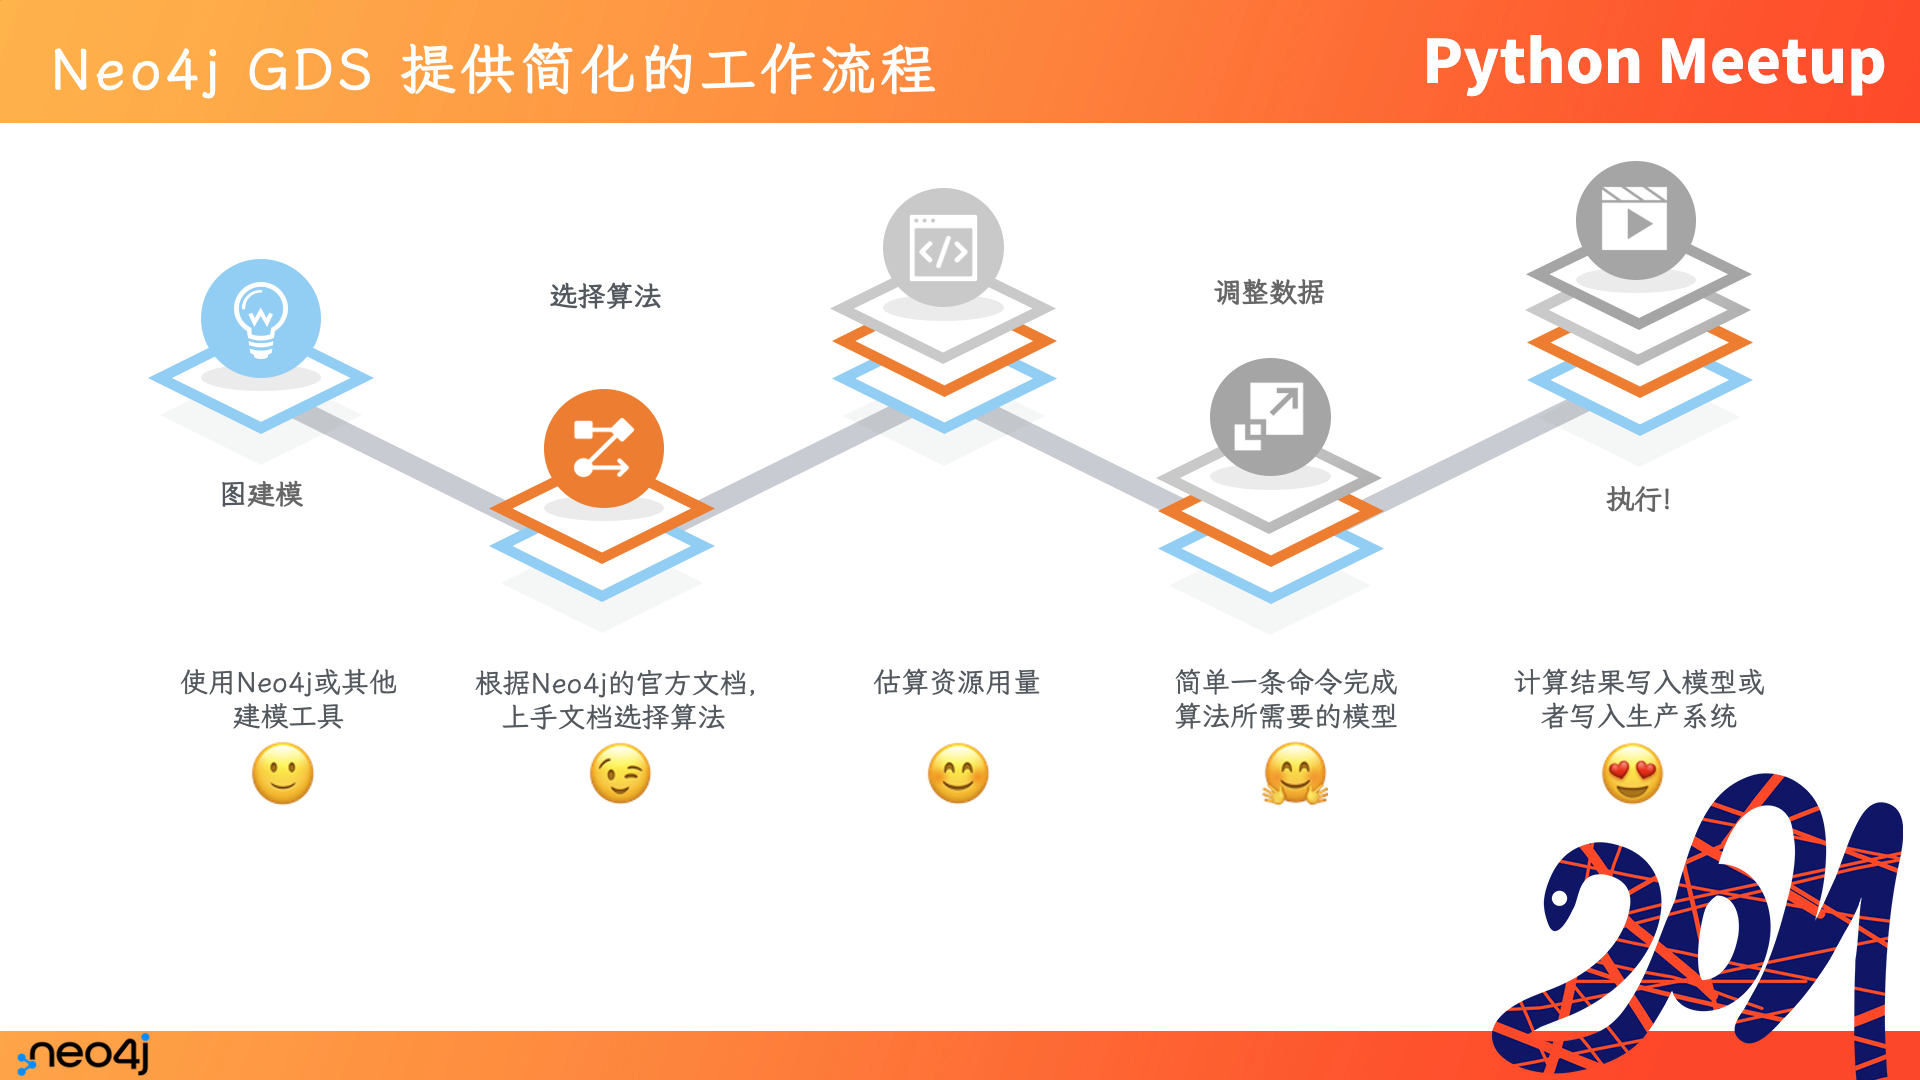 Neo4j GDS 提供简化的工作流程
Python Meetup
选择算法
调整数据
图建模
执行!
使用Neo4j或其他
建模工具
根据Neo4j的官方文档,
上手文档选择算法
估算资源用量
简单一条命令完成
算法所需要的模型
计算结果写入模型或
者写入生产系统
2021
neo4j